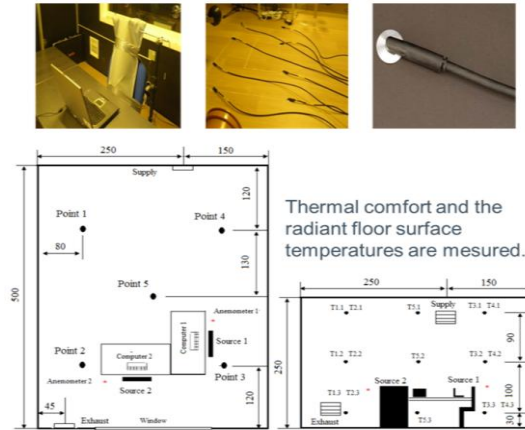 250
150
Supply
Point 1
Point 4
120
80
130
500
Point 5
Anemometer 1
Computer 1
Source 1
Computer 2
Point 2
Point 3
Anemometer 2
Source 2
120
45
Exhaust
Window
Thermal comfort and the
radiant floor surface
temperatures are mesured.
250
150
T1.1 T2.1
T5.1
Supply
T3.1 T4.1
90
250
T1.2 T2.2
T5.2
T3.2 T4.2
Source 2
Source 1
100
T1.3 T2.3
T3.3 T4.3
Exhaust
T5.3
30